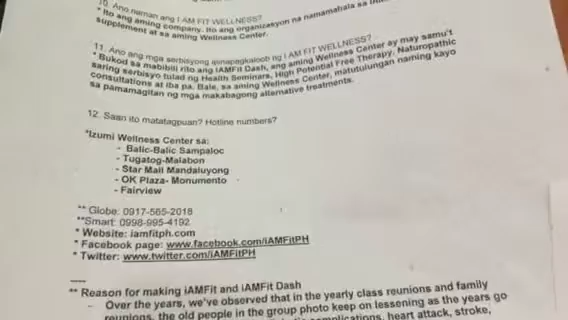 10. Ano naman ang I AM FIT WELLNESS?
* Ito ang aming company. Ito ang organizasyon na namamahala sa
supplement at sa aming Wellness Center.
11. Ano ang mga serbisyong ipinagkaloob ng I AM FIT WELLNESS?
* Bukod sa mabibili rito ang IAMFit Dash, ang aming Wellness Center ay may samu't
saring serbisyo tulad ng Health Seminars, High Potential Free Therapy, Naturopathic
consultations at iba pa. Bale, sa aming Wellness Center, matutulungan naming kayo
sa pamamagitan ng mga makabagong alternative treatments.
12. Saan ito matatagpuan? Hotline numbers?
*Izumi Wellness Center sa:
- Balic-Balic Sampaloc
- Tugatog-Malabon
- Star Mall Mandaluyong
- OK Plaza- Monumento
- Fairview
** Globe: 0917-565-2018
**Smart: 0998-995-4192
* Website: iamfitph.com
* Facebook page: www.facebook.com/iAMFitPH
* Twitter: www.twitter.com/iAMFitPH
----
** Reason for making iAMFit and iAMFit Dash
- Over the years, we've observed that in the yearly class reunions and family
reunions, the old people in the group photo keep on lessening as the years go
complications, heart attack, stroke,